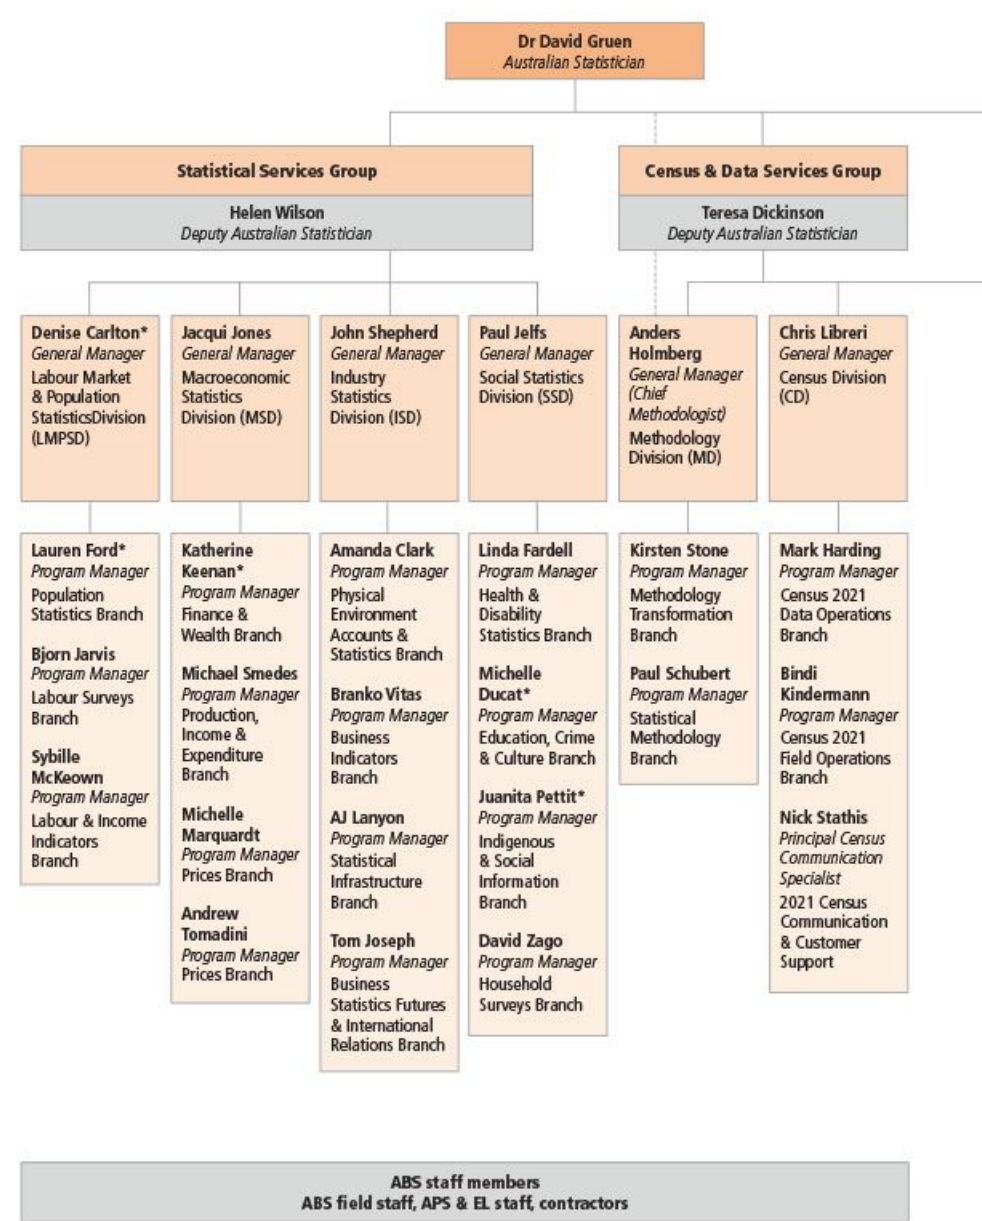 Dr David Gruen
Australian Statistician
Statistical Services Group
Helen Wilson
Deputy Australian Statistician
Census & Data Services Group
Teresa Dickinson
Deputy Australian Statistician
Denise Carlton*
General Manager
Labour Market
& Population
StatisticsDivision
(LMPSD)
Jacqui Jones
General Manager
Macroeconomic
Statistics
Division (MSD)
John Shepherd
General Manager
Industry
Statistics
Division (ISD)
Paul Jelfs
General Manager
Social Statistics
Division (SSD)
Anders
Holmberg
General Manager
(Chief
Methodologist)
Methodology
Division (MD)
Chris Libreri
General Manager
Census Division
(CD)
Lauren Ford*
Program Manager
Population
Statistics Branch
Bjorn Jarvis
Program Manager
Labour Surveys
Branch
Sybille
McKeown
Program Manager
Labour & Income
Indicators
Branch
Katherine
Keenan*
Program Manager
Finance &
Wealth Branch
Michael Smedes
Program Manager
Production,
Income &
Expenditure
Branch
Michelle
Marquardt
Program Manager
Prices Branch
Andrew
Tomadini
Program Manager
Prices Branch
Amanda Clark
Program Manager
Physical
Environment
Accounts &
Statistics Branch
Branko Vitas
Program Manager
Business
Indicators
Branch
AJ Lanyon
Program Manager
Statistical
Infrastructure
Branch
Tom Joseph
Program Manager
Business
Statistics Futures
& International
Relations Branch
Linda Fardell
Program Manager
Health &
Disability
Statistics Branch
Michelle
Ducat*
Program Manager
Education, Crime
& Culture Branch
Juanita Pettit*
Program Manager
Indigenous
& Social
Information
Branch
David Zago
Program Manager
Household
Surveys Branch
Kirsten Stone
Program Manager
Methodology
Transformation
Branch
Paul Schubert
Program Manager
Statistical
Methodology
Branch
Mark Harding
Program Manager
Census 2021
Data Operations
Branch
Bindi
Kindermann
Program Manager
Census 2021
Field Operations
Branch
Nick Stathis
Principal Census
Communication
Specialist
2021 Census
Communication
& Customer
Support
ABS staff members
ABS field staff, APS & EL staff, contractors